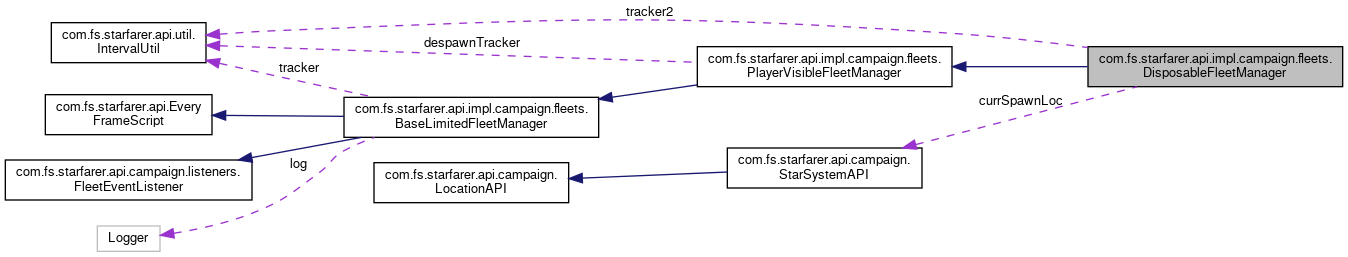 tracker2
com.fs.starfarer.api.util.
IntervalUtil
despawnTracker
com.fs.starfarer.api.impl.campaign.fleets.
PlayerVisibleFleetManager
com.fs.starfarer.api.impl.campaign.fleets.
DisposableFleetManager
tracker
com.fs.starfarer.api.Every
FrameScript
com.fs.starfarer.api.impl.campaign.fleets.
BaseLimitedFleetManager
currSpawnLoc
com.fs.starfarer.api.campaign.listeners.
FleetEventListener
log
com.fs.starfarer.api.campaign.
LocationAPI
com.fs.starfarer.api.campaign.
StarSystemAPI
Logger